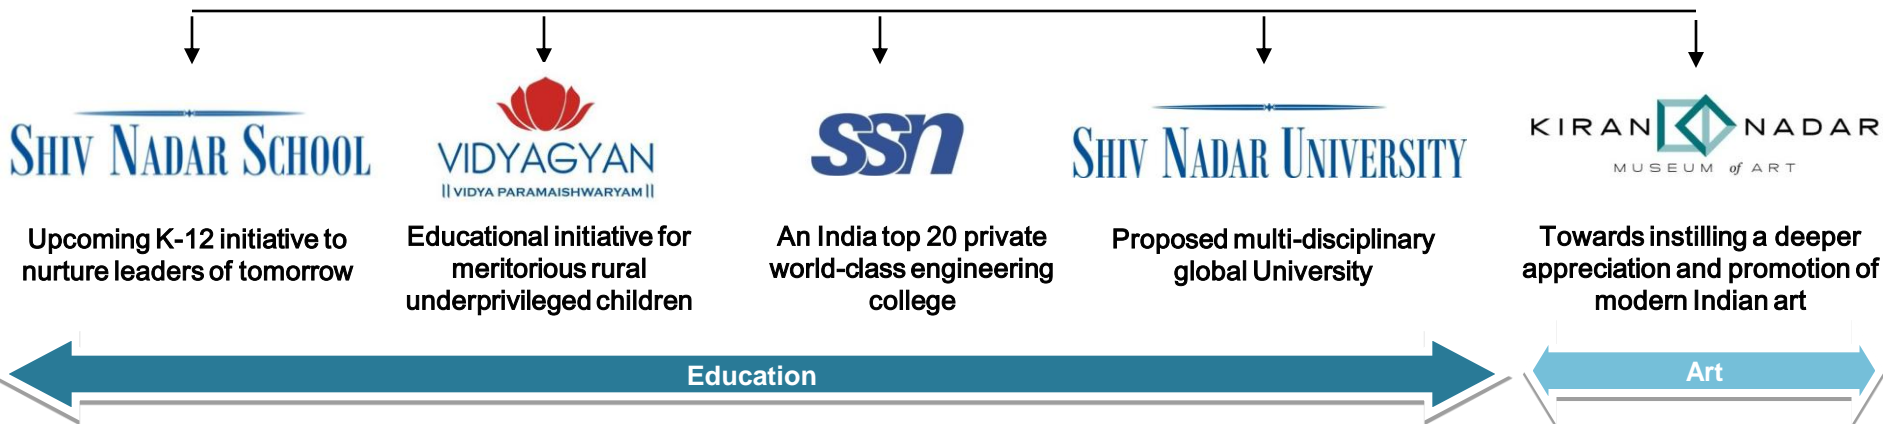 SHIV NADAR SCHOOL
Upcoming K-12 initiative to
nurture leaders of tomorrow
VIDYAGYAN
|| VIDYA PARAMAISHWARYAM ||
Educational initiative for
meritorious rural
underprivileged children
ssn
An India top 20 private
world-class engineering
college
SHIV NADAR UNIVERSITY
Proposed multi-disciplinary
global University
KIRAN NADAR
MUSEUM of ART
Towards instilling a deeper
appreciation and promotion of
modern Indian art
Education
Art